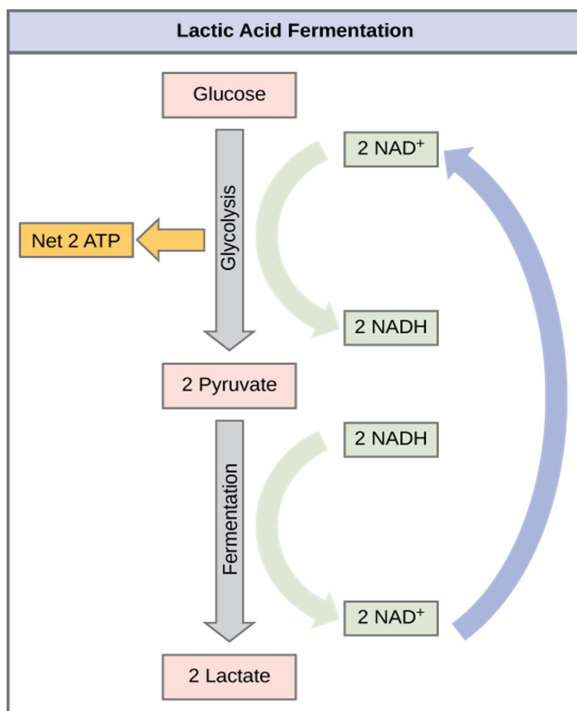 Lactic Acid Fermentation
Glucose
2 NAD⁺
Glycolysis
Net 2 ATP
2 NADH
2 Pyruvate
2 NADH
Fermentation
2 NAD⁺
2 Lactate